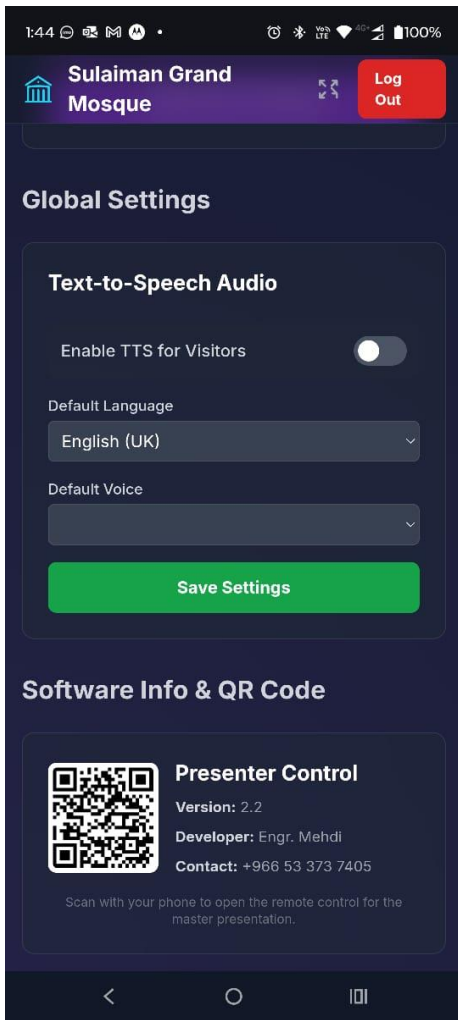 1:44
4G+
100%
Sulaiman Grand
Mosque
Log
Out
Global Settings
Text-to-Speech Audio
Enable TTS for Visitors
Default Language
English (UK)
Default Voice
Save Settings
Software Info & QR Code
Presenter Control
Version: 2.2
Developer: Engr. Mehdi
Contact: +966 53 373 7405
Scan with your phone to open the remote control for the
master presentation.